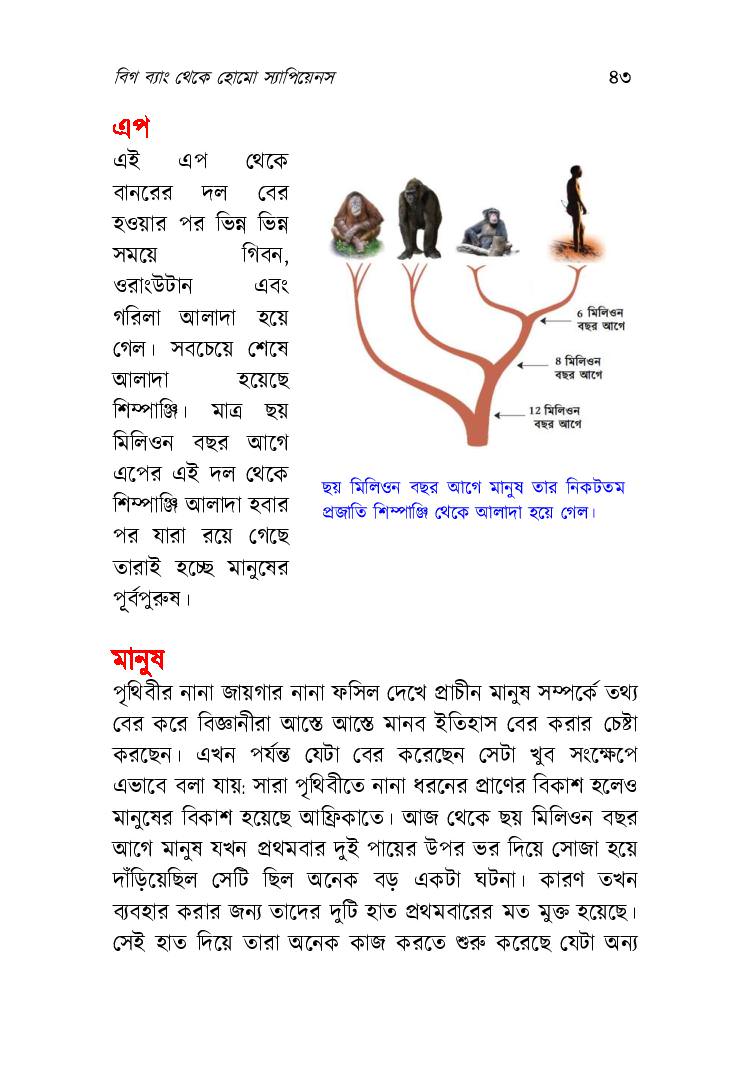 বিগ ব্যাং থেকে হোমো স্যাপিয়েনস ৪৩
এপ
এই এপ থেকে
বানরের দল বের
হওয়ার পর ভিন্ন ভিন্ন
সময়ে গিবন,
ওরাংউটান এবং
গরিলা আলাদা হয়ে
গেল। সবচেয়ে শেষে
আলাদা হয়েছে
শিম্পাঞ্জি। মাত্র ছয়
মিলিওন বছর আগে
এপের এই দল থেকে
শিম্পাঞ্জি আলাদা হবার
পর যারা রয়ে গেছে
তারাই হচ্ছে মানুষের
পূর্বপুরুষ।
6 মিলিওন
বছর আগে
8 মিলিওন
বছর আগে
12 মিলিওন
বছর আগে
ছয় মিলিওন বছর আগে মানুষ তার নিকটতম
প্রজাতি শিম্পাঞ্জি থেকে আলাদা হয়ে গেল।
মানুষ
পৃথিবীর নানা জায়গার নানা ফসিল দেখে প্রাচীন মানুষ সম্পর্কে তথ্য
বের করে বিজ্ঞানীরা আস্তে আস্তে মানব ইতিহাস বের করার চেষ্টা
করছেন। এখন পর্যন্ত যেটা বের করেছেন সেটা খুব সংক্ষেপে
এভাবে বলা যায়: সারা পৃথিবীতে নানা ধরনের প্রাণের বিকাশ হলেও
মানুষের বিকাশ হয়েছে আফ্রিকাতে। আজ থেকে ছয় মিলিওন বছর
আগে মানুষ যখন প্রথমবার দুই পায়ের উপর ভর দিয়ে সোজা হয়ে
দাঁড়িয়েছিল সেটি ছিল অনেক বড় একটা ঘটনা। কারণ তখন
ব্যবহার করার জন্য তাদের দুটি হাত প্রথমবারের মত মুক্ত হয়েছে।
সেই হাত দিয়ে তারা অনেক কাজ করতে শুরু করেছে যেটা অন্য